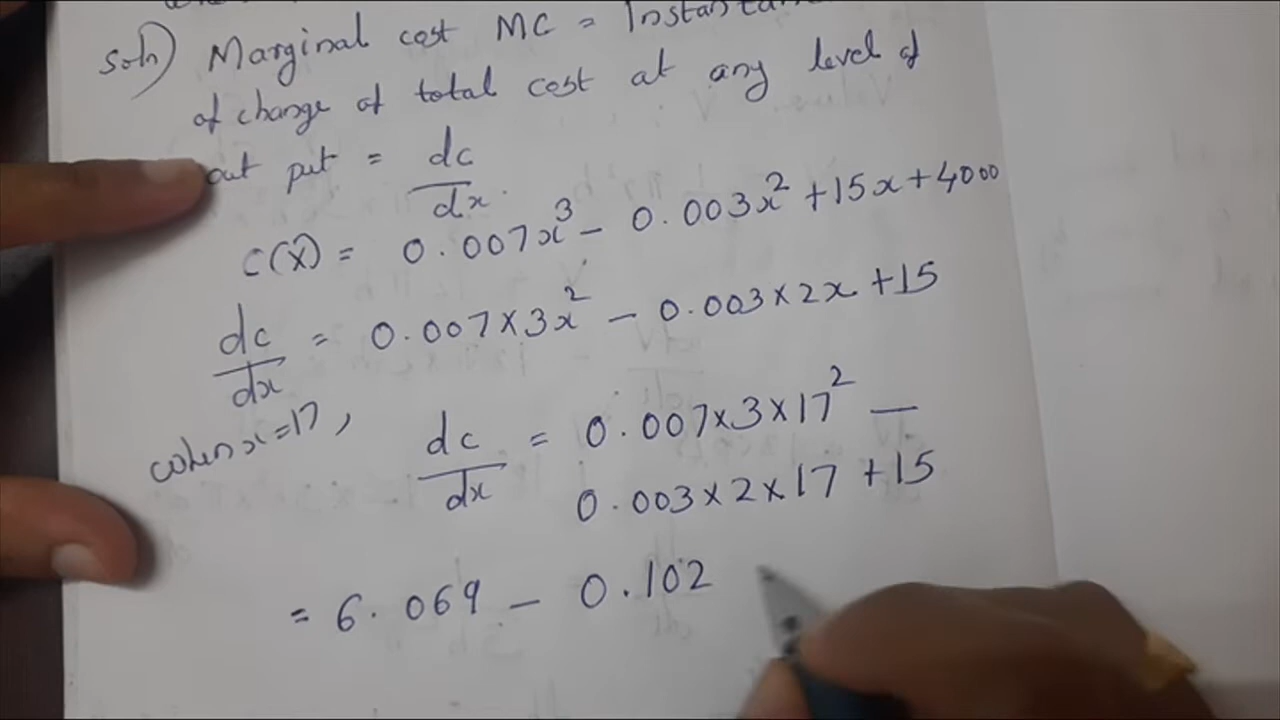 soln) Marginal cost MC = Instantan
of change of total cost at any level of
out put = dc/dx
C(x) = 0.007x³ - 0.003x² + 15x + 4000
dc/dx = 0.007 × 3x² - 0.003 × 2x + 15
when x = 17, dc/dx = 0.007 × 3 × 17² -
0.003 × 2 × 17 + 15
= 6.069 - 0.102